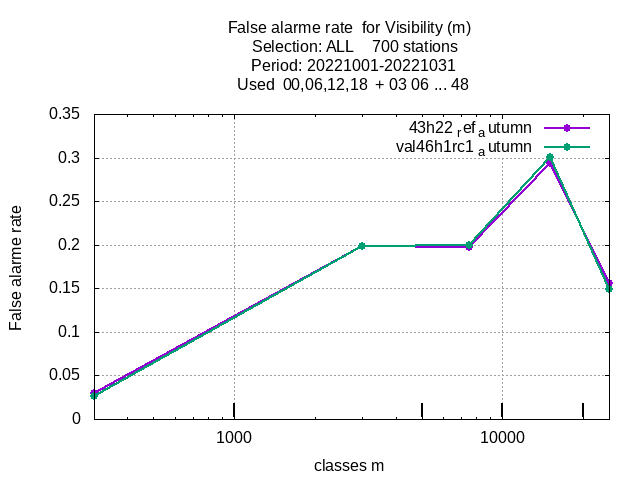 False alarme rate  for Visibility (m)
Selection: ALL    700 stations
Period: 20221001-20221031
Used  00,06,12,18  + 03 06 ... 48
43h22 ref a utumn
val46h1rc1 a utumn
0.35
0.3
0.25
0.2
0.15
0.1
0.05
0
False alarme rate
1000
10000
classes m